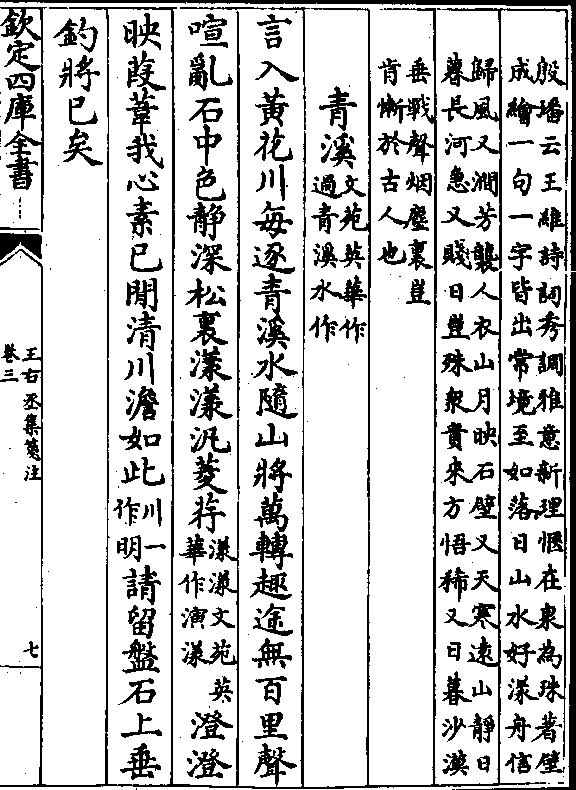 殷璠云王維詩詞秀調雅意新理愜在泉為珠著壁
成繪一句一字皆出常境至如落日山水好漾舟信
歸風又澗芳襲人衣山月映石壁又天寒遠山靜日
暮長河急又賤日豈殊衆貴來方悟稀又日暮沙漠
垂戰聲烟塵裏豈
肯慚於古人也
青溪文苑英華作
過青溪水作
言入黃花川每逐青溪水隨山將萬轉趣途無百里聲
喧亂石中色靜深松裏漾漾汎菱荇漾漾文苑英
華作演漾澄澄
映葭葦我心素已閒清川澹如此川一
作明請留盤石上垂
釣將已矣
欽定四庫全書
王右丞集箋注
卷三
七